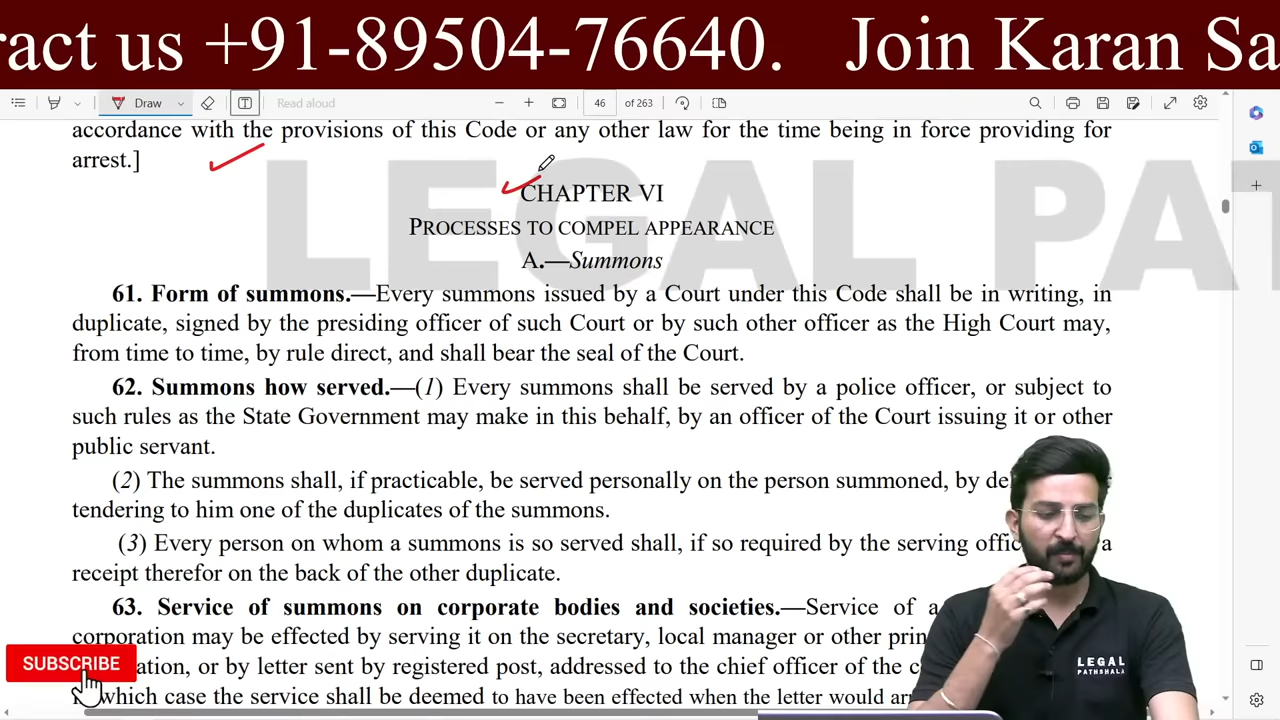 ract us +91-89504-76640. Join Karan Sa
Draw
Read aloud
46 of 263
accordance with the provisions of this Code or any other law for the time being in force providing for
arrest.]
LEGAL PAT
CHAPTER VI
PROCESSES TO COMPEL APPEARANCE
A.—Summons
61. Form of summons.—Every summons issued by a Court under this Code shall be in writing, in
duplicate, signed by the presiding officer of such Court or by such other officer as the High Court may,
from time to time, by rule direct, and shall bear the seal of the Court.
62. Summons how served.—(1) Every summons shall be served by a police officer, or subject to
such rules as the State Government may make in this behalf, by an officer of the Court issuing it or other
public servant.
(2) The summons shall, if practicable, be served personally on the person summoned, by
tendering to him one of the duplicates of the summons.
(3) Every person on whom a summons is so served shall, if so required by the serving a
receipt therefor on the back of the other duplicate.
63. Service of summons on corporate bodies and societies.—Service of a
corporation may be effected by serving it on the secretary, local manager or other
or by letter sent by registered post, addressed to the chief officer of the
which case the service shall be deemed to have been effected when the letter would
SUBSCRIBE
LEGAL
PATHSHALA